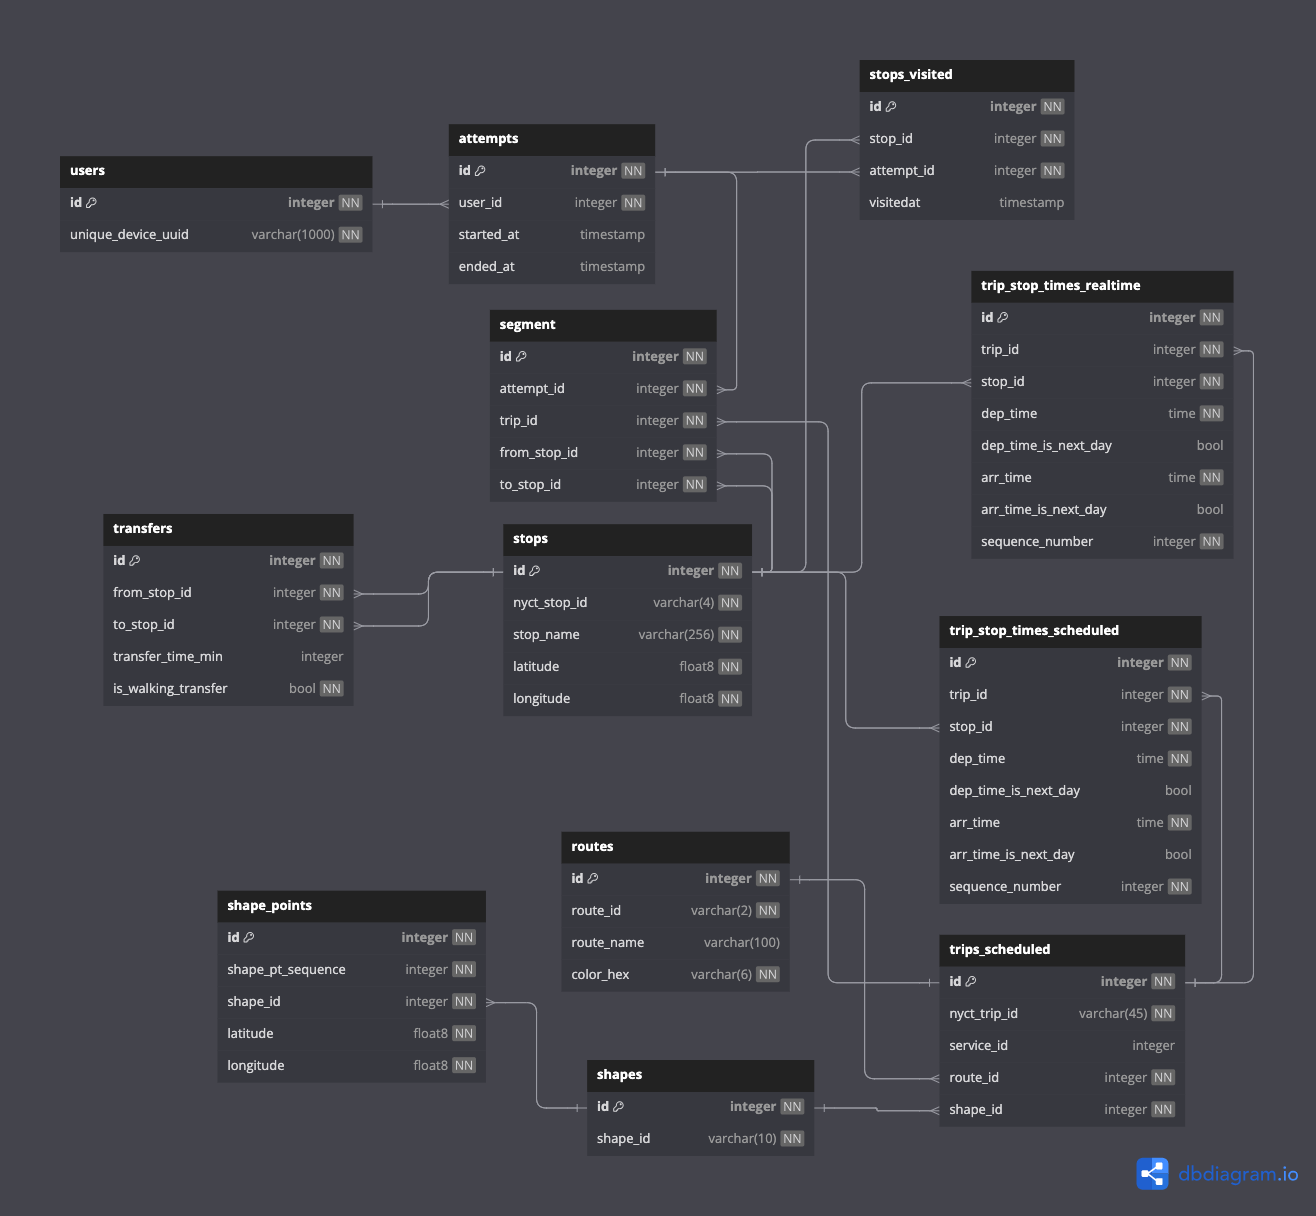 users
id integer NN
unique_device_uuid varchar(1000) NN
attempts
id integer NN
user_id integer NN
started_at timestamp
ended_at timestamp
stops_visited
id integer NN
stop_id integer NN
attempt_id integer NN
visitedat timestamp
segment
id integer NN
attempt_id integer NN
trip_id integer NN
from_stop_id integer NN
to_stop_id integer NN
trip_stop_times_realtime
id integer NN
trip_id integer NN
stop_id integer NN
dep_time time NN
dep_time_is_next_day bool
arr_time time NN
arr_time_is_next_day bool
sequence_number integer NN
transfers
id integer NN
from_stop_id integer NN
to_stop_id integer NN
transfer_time_min integer
is_walking_transfer bool NN
stops
id integer NN
nyct_stop_id varchar(4) NN
stop_name varchar(256) NN
latitude float8 NN
longitude float8 NN
trip_stop_times_scheduled
id integer NN
trip_id integer NN
stop_id integer NN
dep_time time NN
dep_time_is_next_day bool
arr_time time NN
arr_time_is_next_day bool
sequence_number integer NN
routes
id integer NN
route_id varchar(2) NN
route_name varchar(100)
color_hex varchar(6) NN
shape_points
id integer NN
shape_pt_sequence integer NN
shape_id integer NN
latitude float8 NN
longitude float8 NN
trips_scheduled
id integer NN
nyct_trip_id varchar(45) NN
service_id integer
route_id integer NN
shape_id integer NN
shapes
id integer NN
shape_id varchar(10) NN
dbdiagram.io